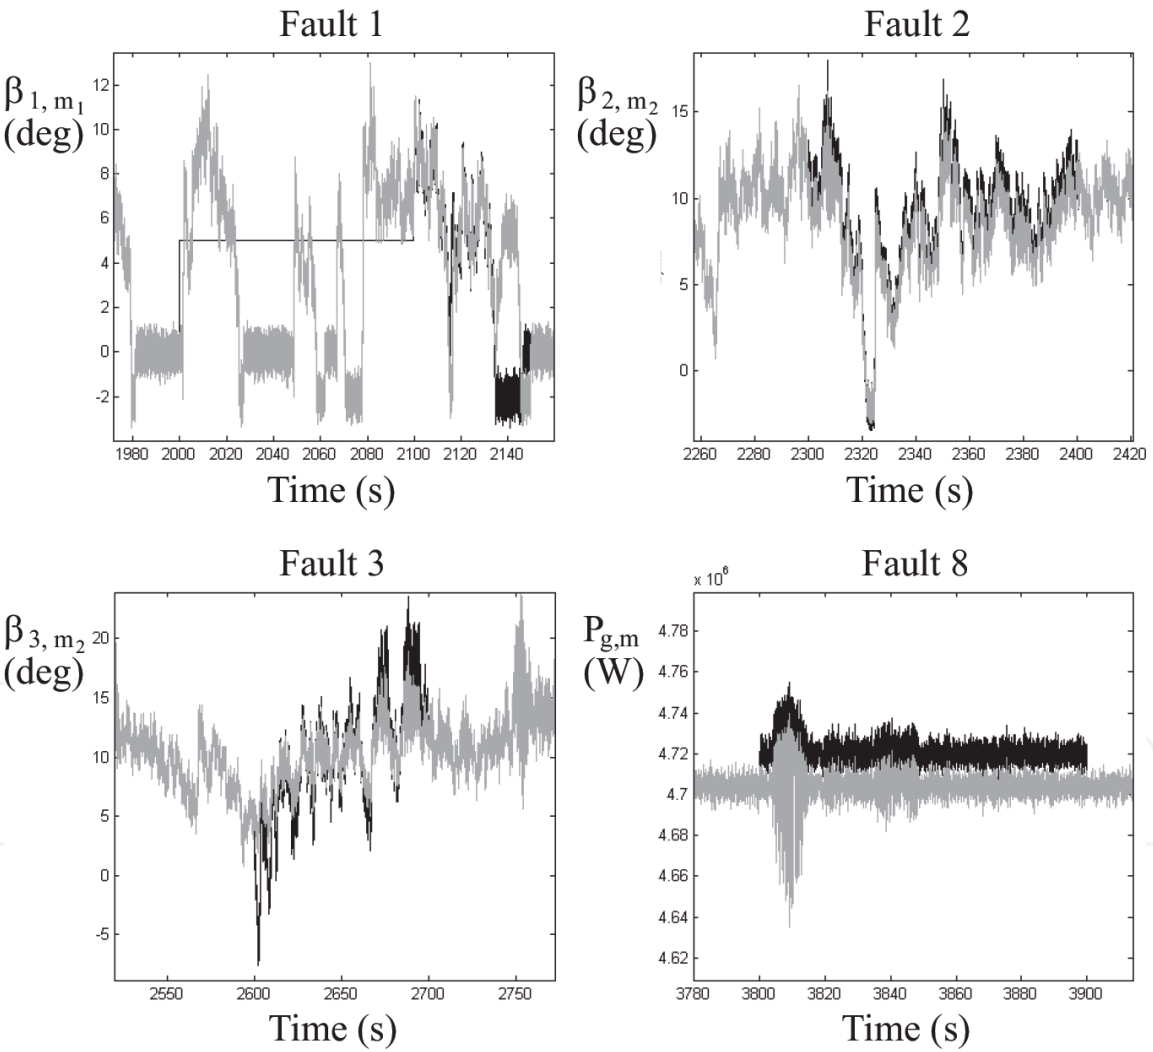 Fault 1
β1, m1
(deg)
12
10
8
6
4
2
0
-2
1980 2000 2020 2040 2060 2080 2100 2120 2140
Time (s)
Fault 2
β2, m2
(deg)
15
10
5
0
2260 2280 2300 2320 2340 2360 2380 2400 2420
Time (s)
Fault 3
β3, m2
(deg)
20
15
10
5
0
-5
2550 2600 2650 2700 2750
Time (s)
Fault 8
x 10⁶
Pg,m
(W)
4.78
4.76
4.74
4.72
4.7
4.68
4.66
4.64
4.62
3780 3800 3820 3840 3860 3880 3900
Time (s)